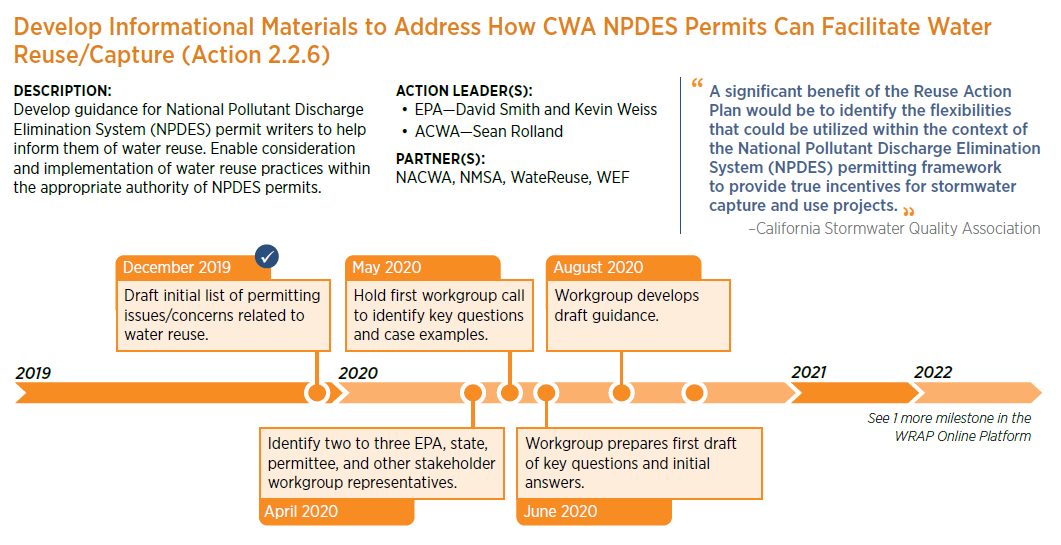 Develop Informational Materials to Address How CWA NPDES Permits Can Facilitate Water
Reuse/Capture (Action 2.2.6)
DESCRIPTION:
Develop guidance for National Pollutant Discharge
Elimination System (NPDES) permit writers to help
inform them of water reuse. Enable consideration
and implementation of water reuse practices within
the appropriate authority of NPDES permits.
ACTION LEADER(S):
• EPA—David Smith and Kevin Weiss
• ACWA—Sean Rolland
PARTNER(S):
NACWA, NMSA, WateReuse, WEF
“ A significant benefit of the Reuse Action
Plan would be to identify the flexibilities
that could be utilized within the context of
the National Pollutant Discharge Elimination
System (NPDES) permitting framework
to provide true incentives for stormwater
capture and use projects. ”
–California Stormwater Quality Association
December 2019
Draft initial list of permitting
issues/concerns related to
water reuse.
May 2020
Hold first workgroup call
to identify key questions
and case examples.
August 2020
Workgroup develops
draft guidance.
2019
2020
2021
2022
See 1 more milestone in the
WRAP Online Platform
Identify two to three EPA, state,
permittee, and other stakeholder
workgroup representatives.
April 2020
Workgroup prepares first draft
of key questions and initial
answers.
June 2020